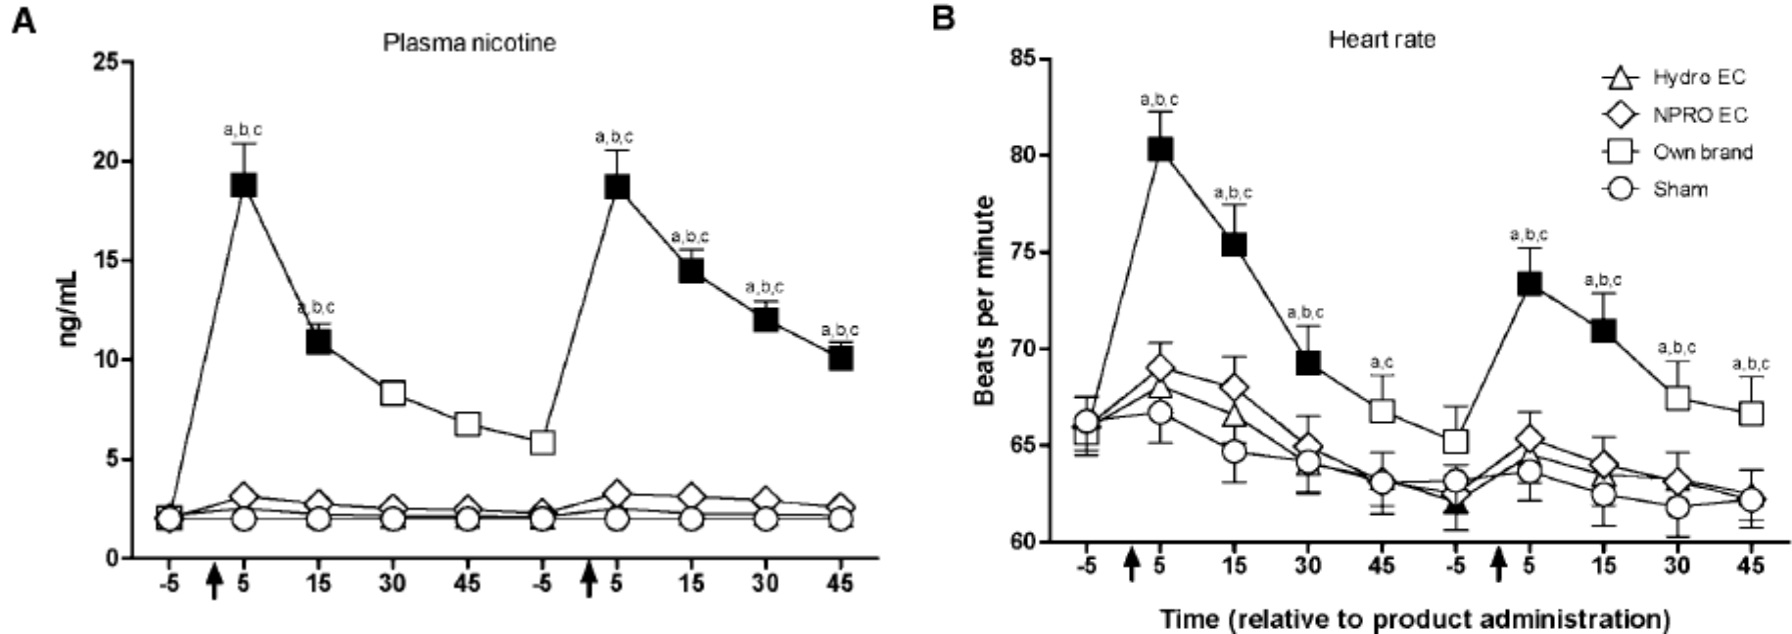 A
Plasma nicotine
25
20
15
10
5
0
ng/mL
a,b,c
a,b,c
a,b,c
a,b,c
a,b,c
a,b,c
-5 5 15 30 45 -5 5 15 30 45
B
Heart rate
85
80
75
70
65
60
Beats per minute
Hydro EC
NPRO EC
Own brand
Sham
a,b,c
a,b,c
a,b,c
a,c
a,b,c
a,b,c
a,b,c
a,b,c
-5 5 15 30 45 -5 5 15 30 45
Time (relative to product administration)